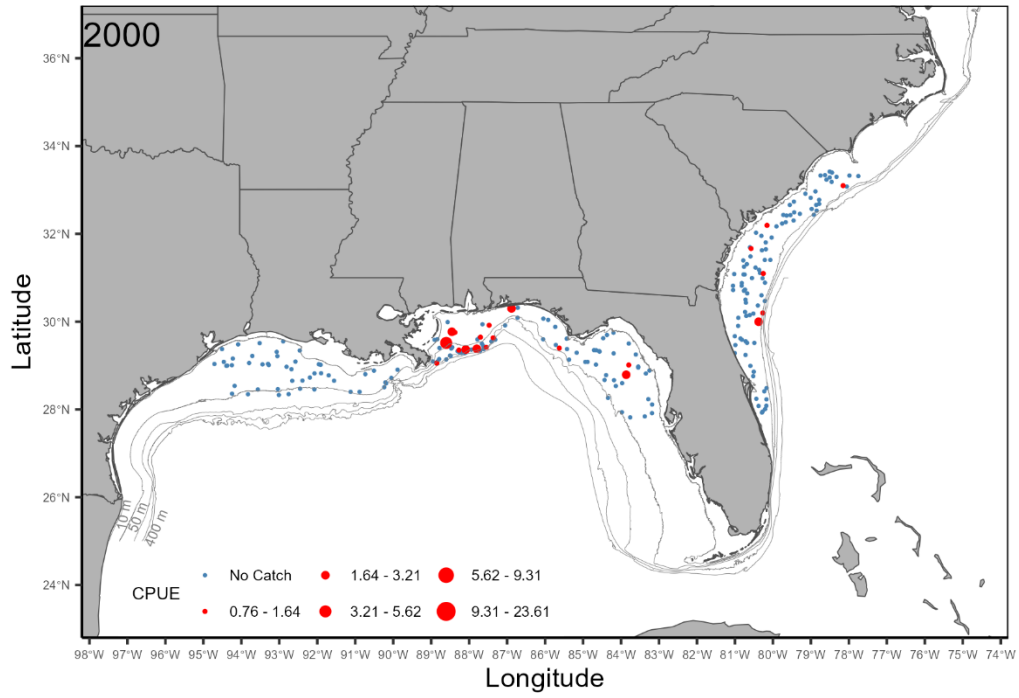 2000
36°N
34°N
32°N
30°N
28°N
26°N
24°N
Latitude
10 m
50 m
400 m
CPUE
No Catch
1.64 - 3.21
5.62 - 9.31
0.76 - 1.64
3.21 - 5.62
9.31 - 23.61
98°W 97°W 96°W 95°W 94°W 93°W 92°W 91°W 90°W 89°W 88°W 87°W 86°W 85°W 84°W 83°W 82°W 81°W 80°W 79°W 78°W 77°W 76°W 75°W 74°W
Longitude